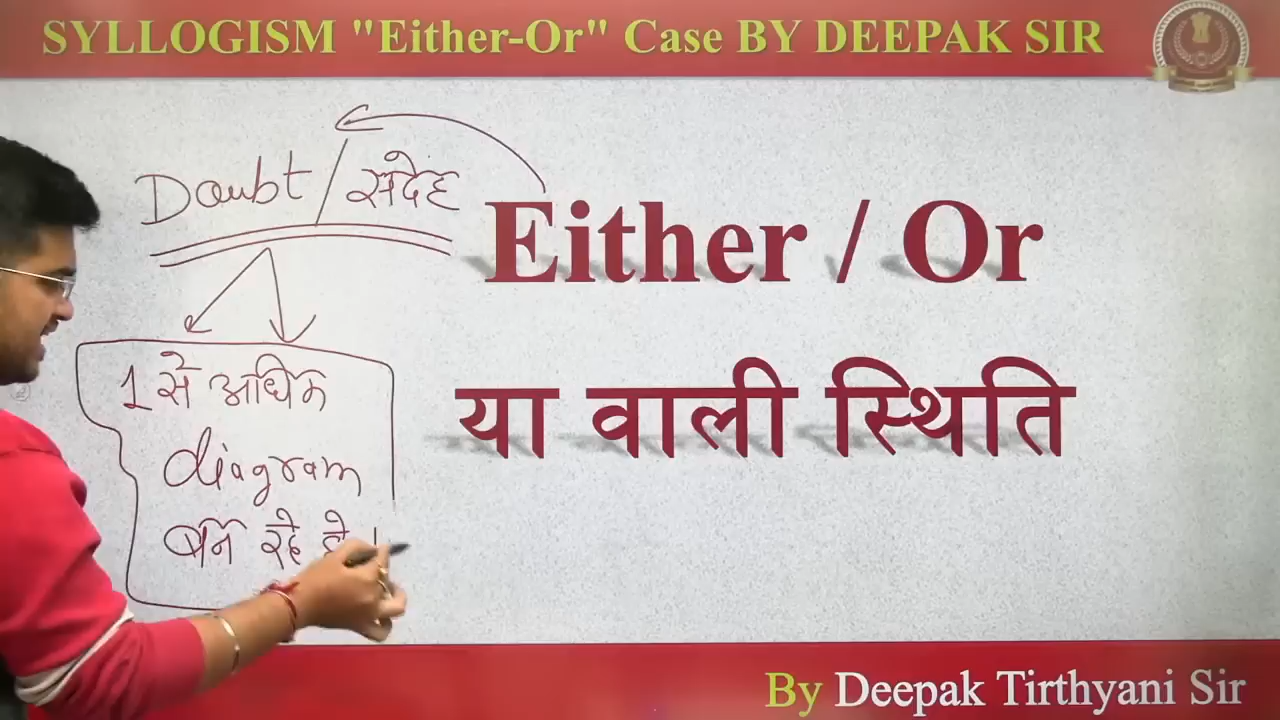 SYLLOGISM "Either-Or" Case BY DEEPAK SIR
Doubt / संदेह
Either / Or
या वाली स्थिति
1 से अधिक
diagram
बन रहे हो
By Deepak Tirthyani Sir